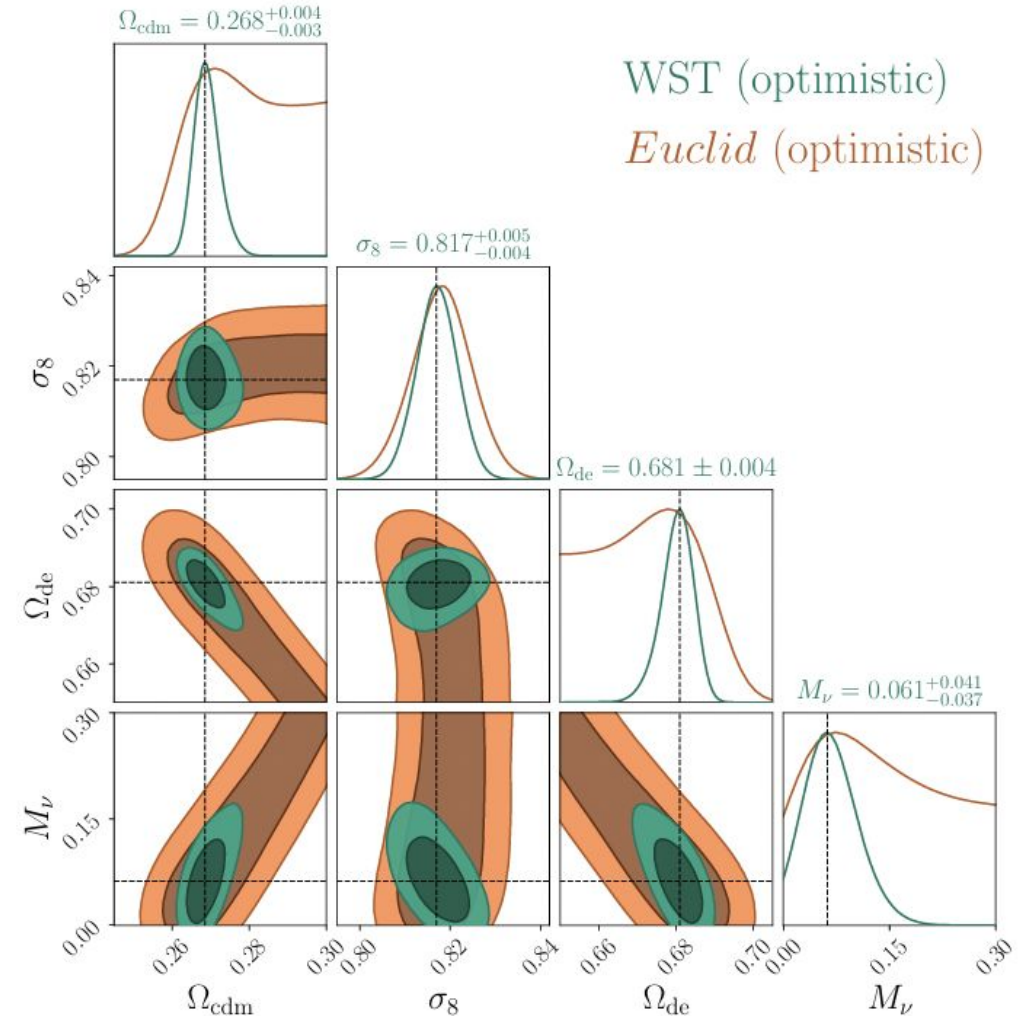 Ω_cdm = 0.268^{+0.004}_{-0.003}
WST (optimistic)
Euclid (optimistic)
σ_8 = 0.817^{+0.005}_{-0.004}
0.84
0.82
0.80
σ_8
Ω_de = 0.681 ± 0.004
0.70
0.68
0.66
Ω_de
M_ν = 0.061^{+0.041}_{-0.037}
0.30
0.15
0.00
M_ν
0.26 0.28 0.30 0.80 0.82 0.84 0.66 0.68 0.70 0.00 0.15 0.30
Ω_cdm σ_8 Ω_de M_ν